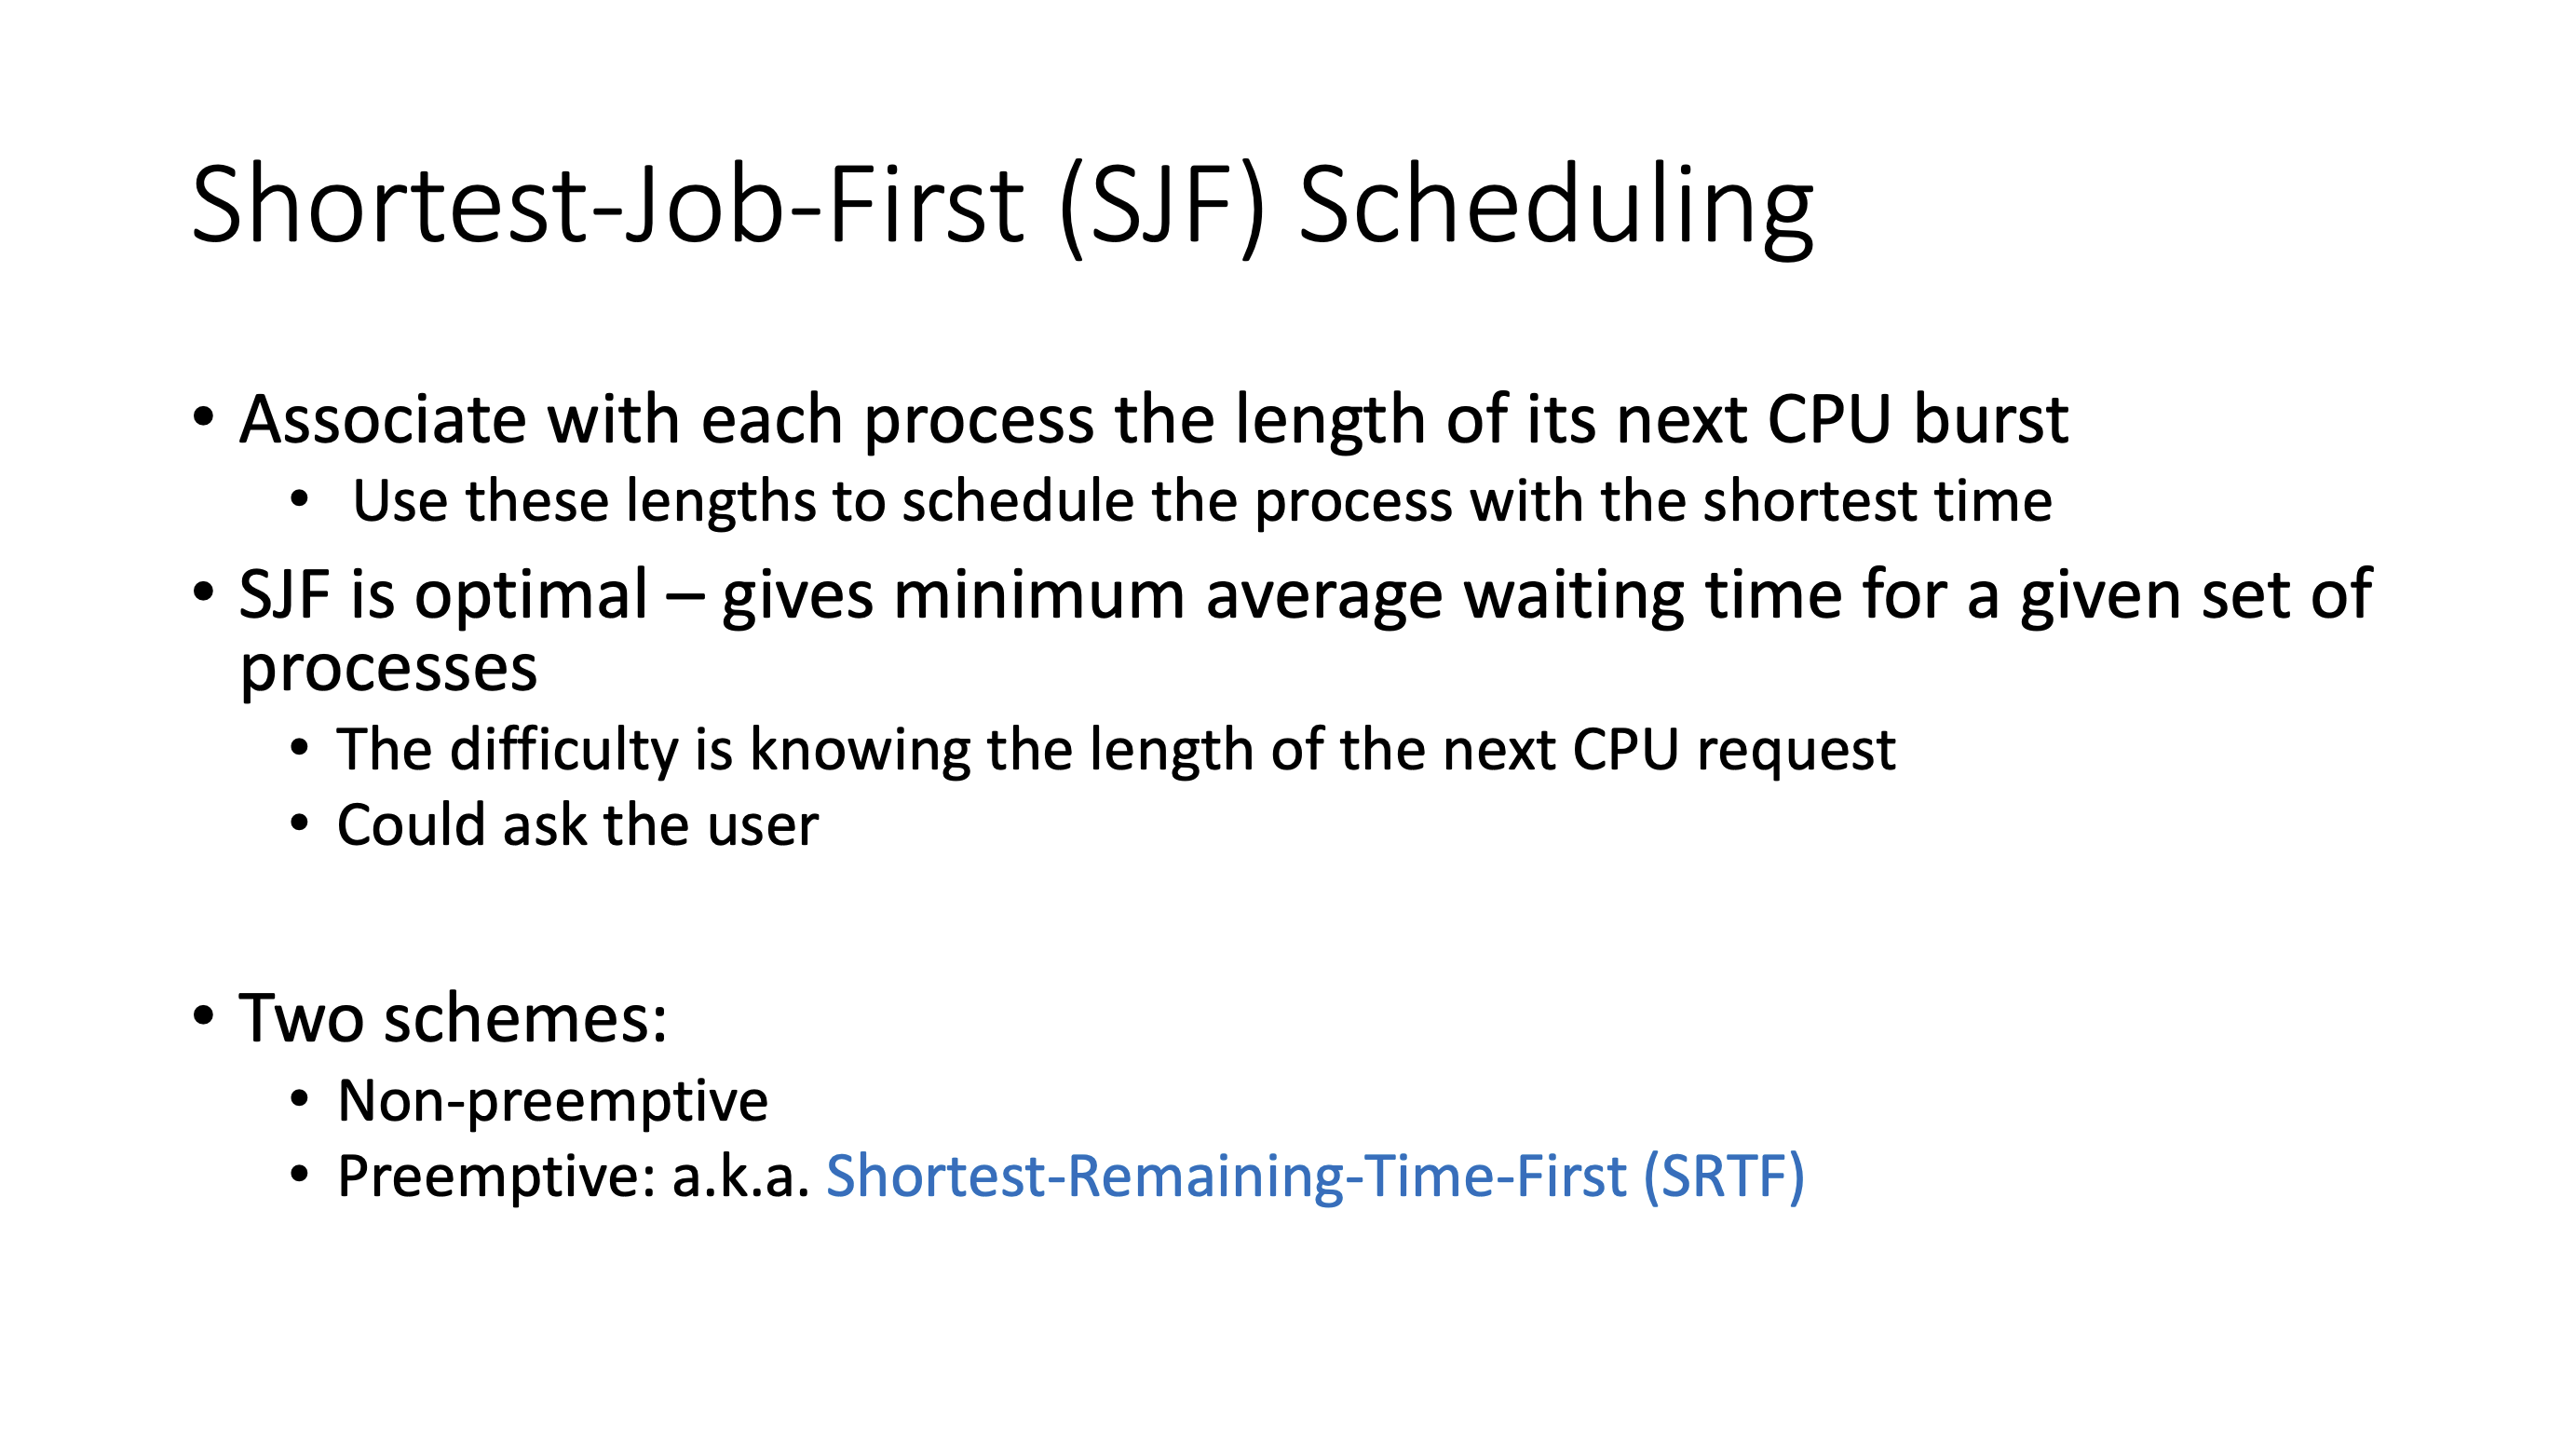 Shortest-Job-First (SJF) Scheduling
• Associate with each process the length of its next CPU burst
• Use these lengths to schedule the process with the shortest time
• SJF is optimal – gives minimum average waiting time for a given set of
processes
• The difficulty is knowing the length of the next CPU request
• Could ask the user
• Two schemes:
• Non-preemptive
• Preemptive: a.k.a. Shortest-Remaining-Time-First (SRTF)